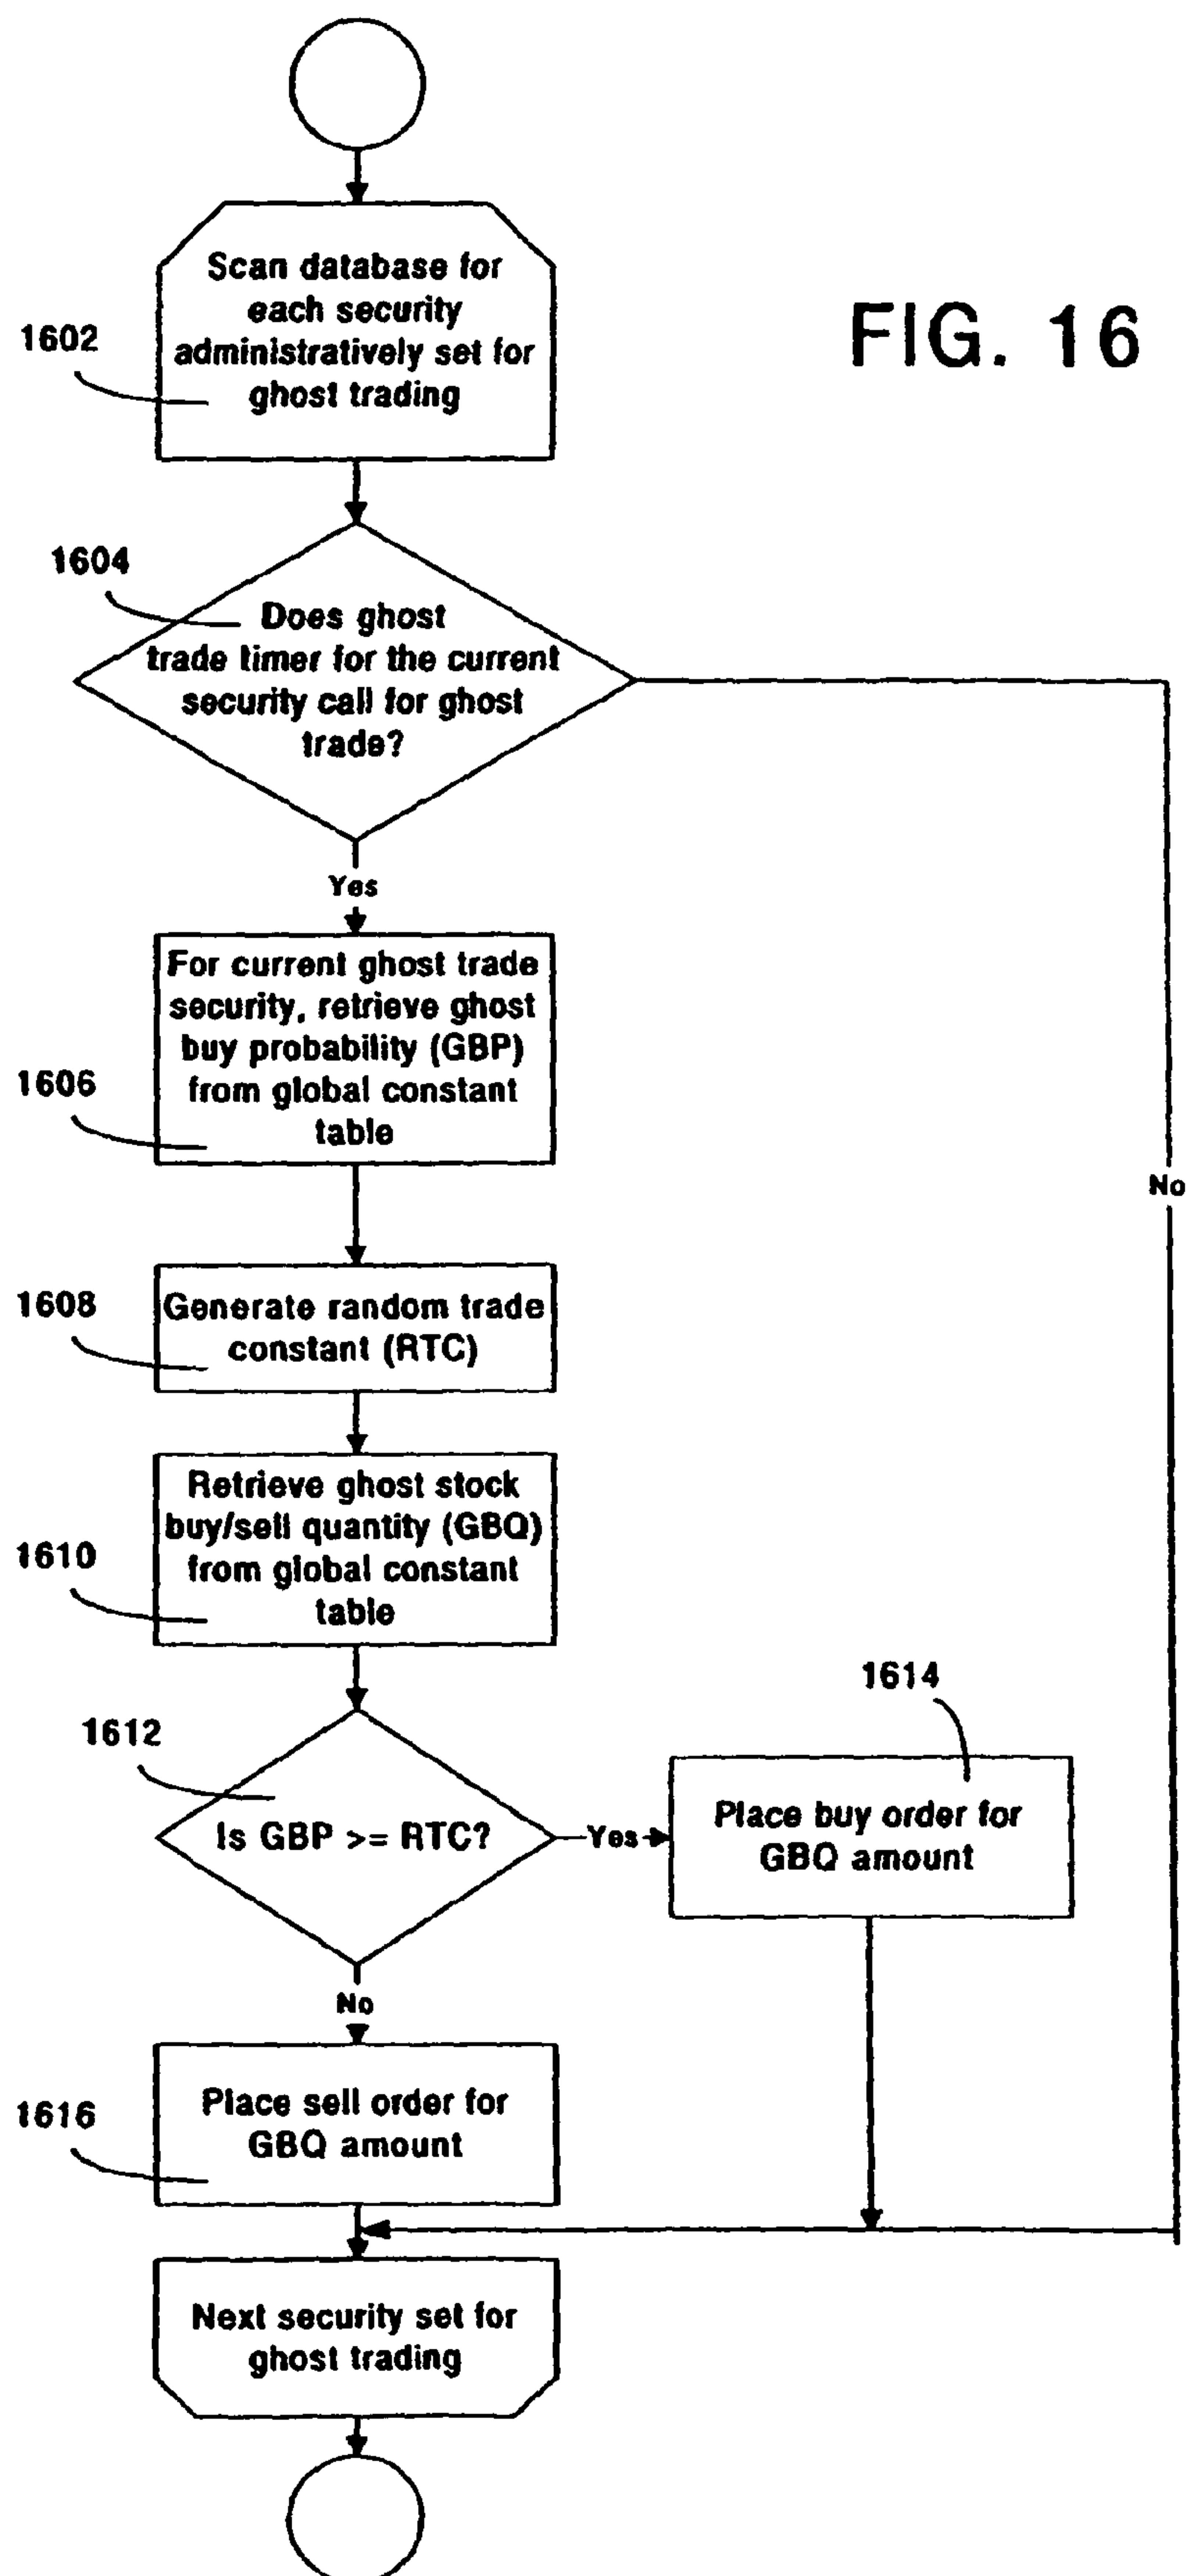 Scan database for
each security
administratively set for
ghost trading
1602
FIG. 16
1604
Does ghost
trade timer for the current
security call for ghost
trade?
Yes
For current ghost trade
security, retrieve ghost
buy probability (GBP)
from global constant
table
1606
No
Generate random trade
constant (RTC)
1608
Retrieve ghost stock
buy/sell quantity (GBQ)
from global constant
table
1610
1612
Is GBP >= RTC?
Yes
1614
Place buy order for
GBQ amount
No
Place sell order for
GBQ amount
1616
Next security set for
ghost trading